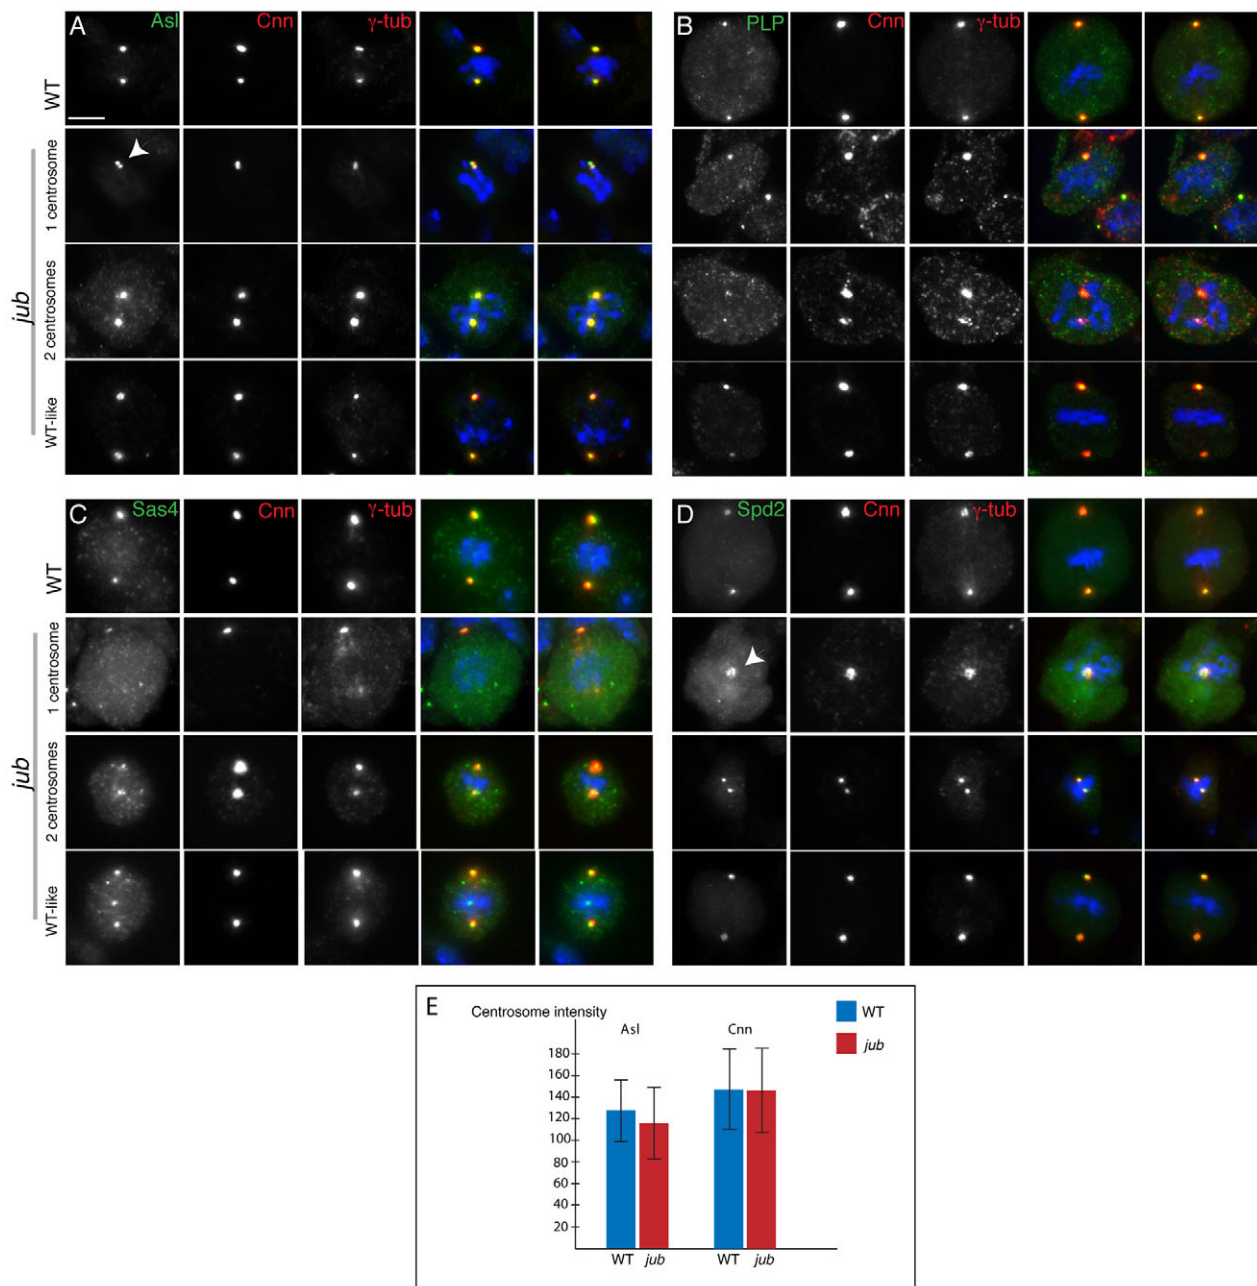 A Asl Cnn γ-tub
WT
jub
1 centrosome
2 centrosomes
WT-like
B PLP Cnn γ-tub
C Sas4 Cnn γ-tub
WT
jub
1 centrosome
2 centrosomes
WT-like
D Spd2 Cnn γ-tub
E Centrosome intensity
Asl Cnn
WT
jub
180
160
140
120
100
80
60
40
20
WT jub WT jub